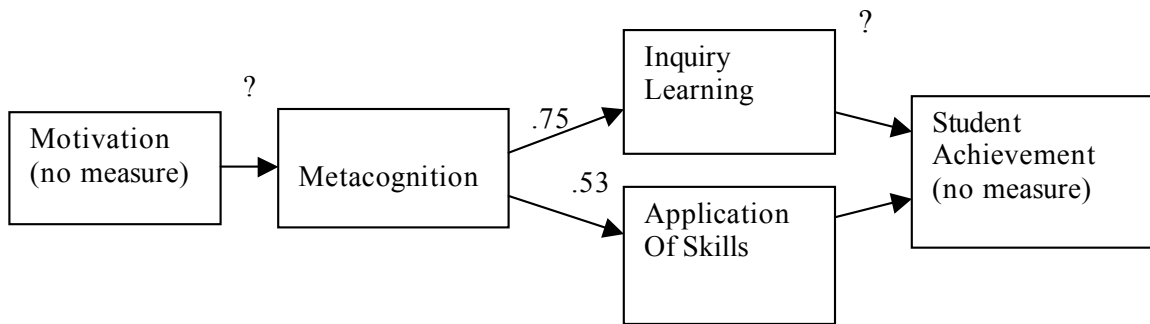 ?
Motivation
(no measure)
?
Metacognition
.75
.53
Inquiry
Learning
Application
Of Skills
?
Student
Achievement
(no measure)